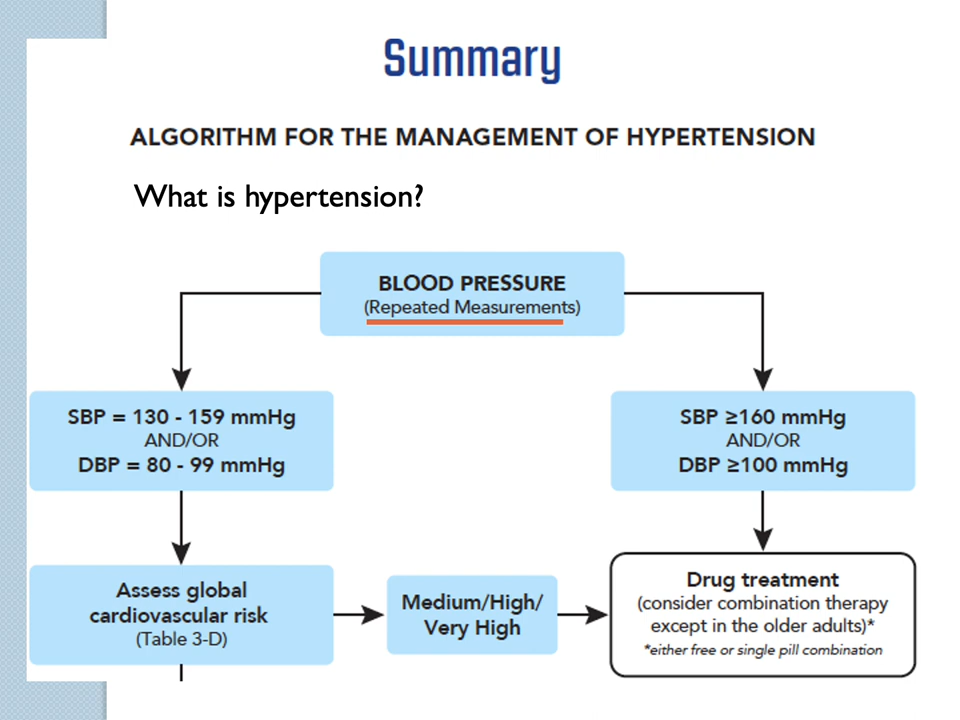 Summary
ALGORITHM FOR THE MANAGEMENT OF HYPERTENSION
What is hypertension?
BLOOD PRESSURE
(Repeated Measurements)
SBP = 130 - 159 mmHg
AND/OR
DBP = 80 - 99 mmHg
SBP ≥160 mmHg
AND/OR
DBP ≥100 mmHg
Assess global
cardiovascular risk
(Table 3-D)
Medium/High/
Very High
Drug treatment
(consider combination therapy
except in the older adults)*
*either free or single pill combination